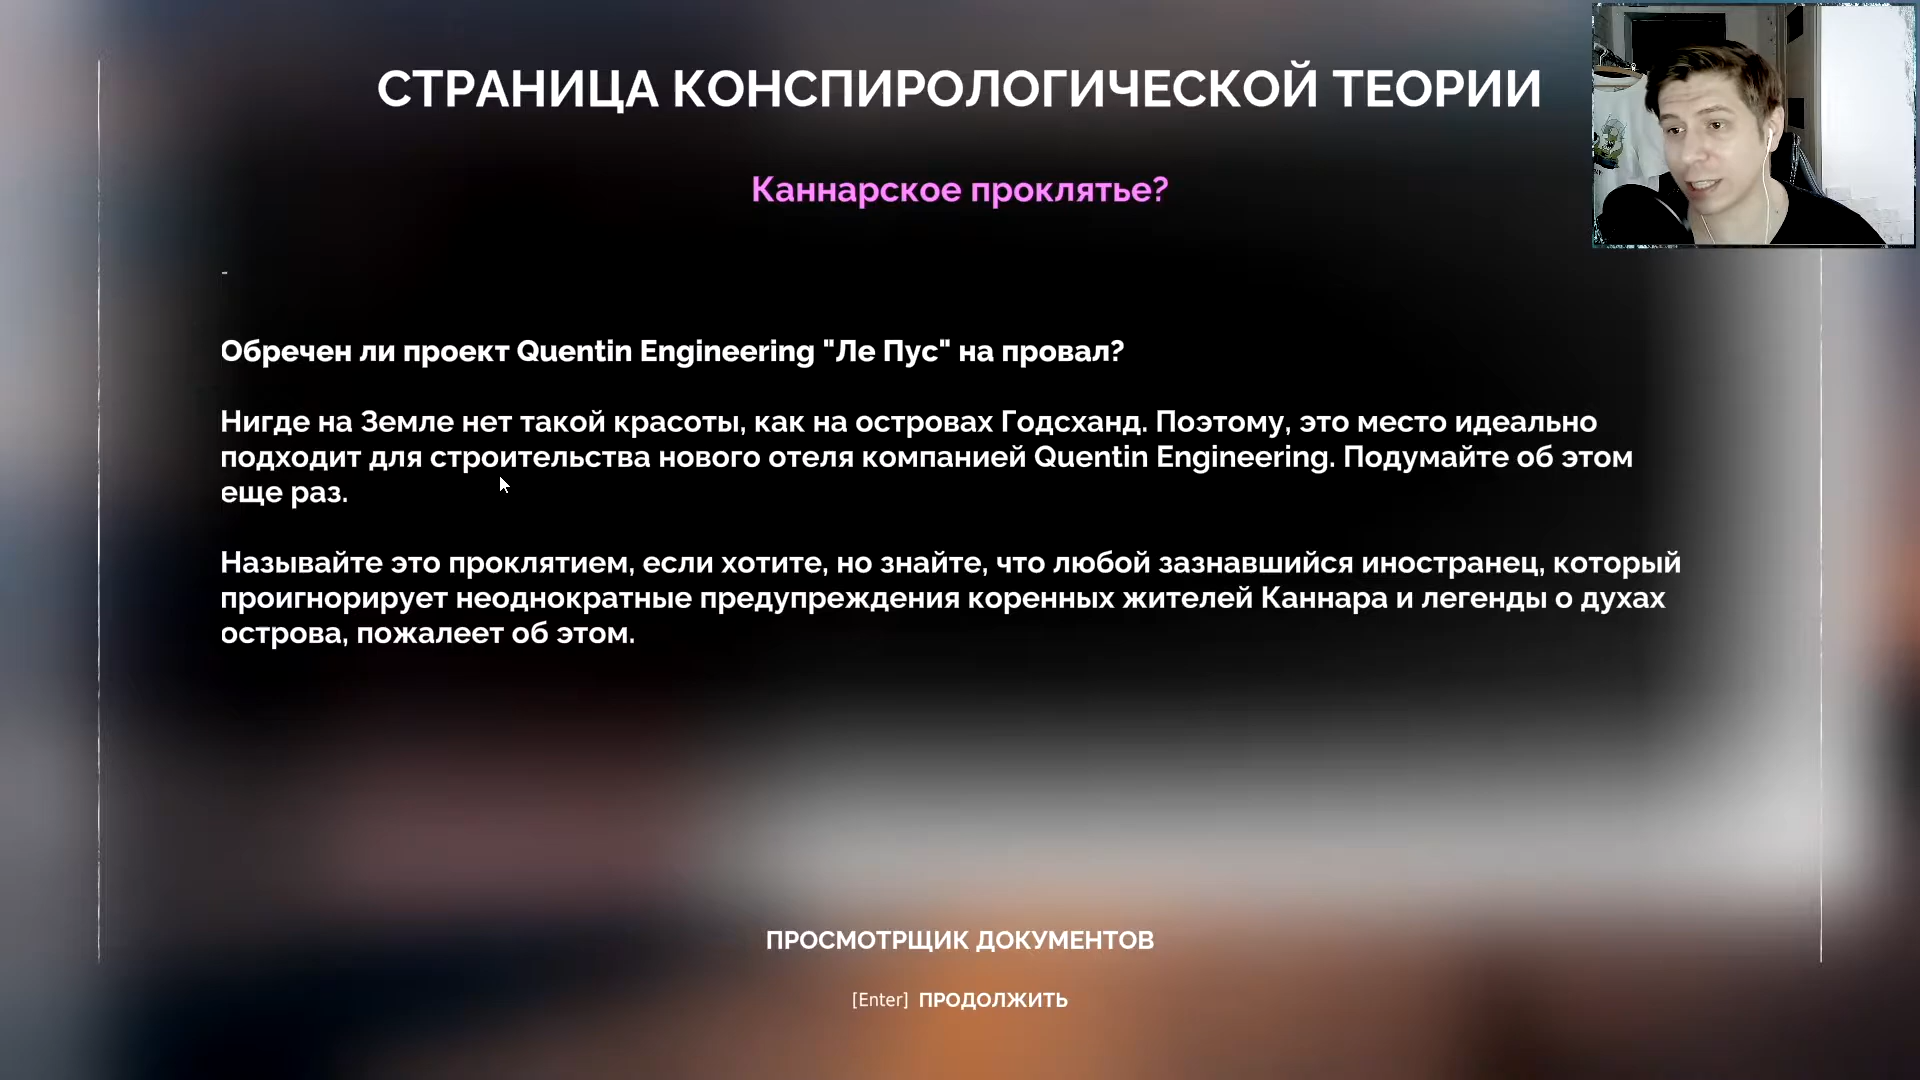 СТРАНИЦА КОНСПИРОЛОГИЧЕСКОЙ ТЕОРИИ
Каннарское проклятье?
-
Обречен ли проект Quentin Engineering "Ле Пус" на провал?
Нигде на Земле нет такой красоты, как на островах Годсханд. Поэтому, это место идеально
подходит для строительства нового отеля компанией Quentin Engineering. Подумайте об этом
еще раз.
Называйте это проклятием, если хотите, но знайте, что любой зазнавшийся иностранец, который
проигнорирует неоднократные предупреждения коренных жителей Каннара и легенды о духах
острова, пожалеет об этом.
ПРОСМОТРЩИК ДОКУМЕНТОВ
[Enter] ПРОДОЛЖИТЬ